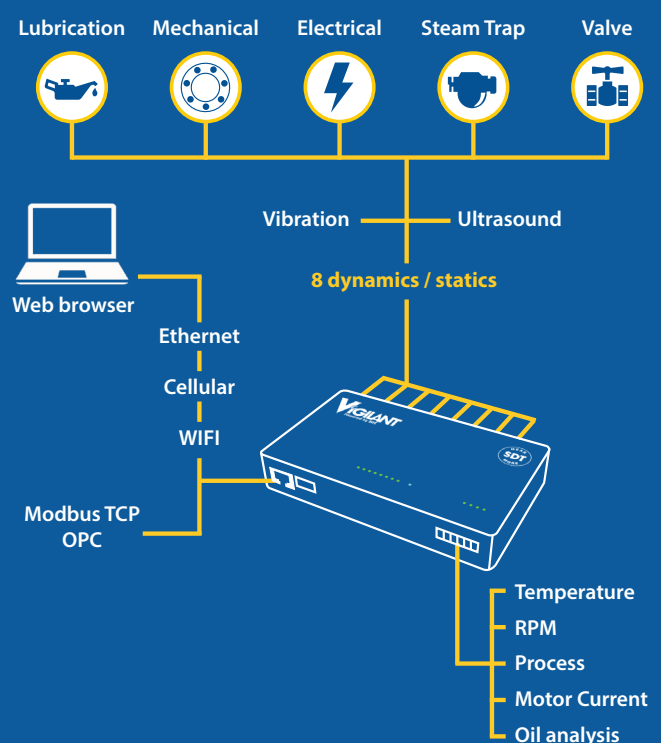 Lubrication
Mechanical
Electrical
Steam Trap
Valve
Vibration
Ultrasound
8 dynamics / statics
Web browser
Ethernet
Cellular
WIFI
Modbus TCP
OPC
VIGILANT
SDT
Temperature
RPM
Process
Motor Current
Oil analysis